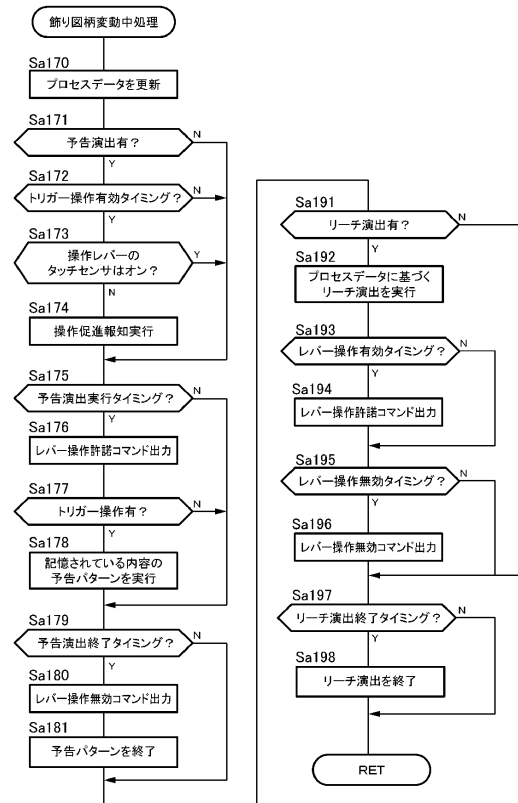 飾り図柄変動中処理
Sa170
プロセスデータを更新
Sa171
予告演出有?
N
Y
Sa172
トリガー操作有効タイミング?
N
Y
Sa173
操作レバーの
タッチセンサはオン?
Y
N
Sa174
操作促進報知実行
Sa175
予告演出実行タイミング?
N
Y
Sa176
レバー操作許諾コマンド出力
Sa177
トリガー操作有?
N
Y
Sa178
記憶されている内容の
予告パターンを実行
Sa179
予告演出終了タイミング?
N
Y
Sa180
レバー操作無効コマンド出力
Sa181
予告パターンを終了
Sa191
リーチ演出有?
N
Y
Sa192
プロセスデータに基づく
リーチ演出を実行
Sa193
レバー操作有効タイミング?
N
Y
Sa194
レバー操作許諾コマンド出力
Sa195
レバー操作無効タイミング?
N
Y
Sa196
レバー操作無効コマンド出力
Sa197
リーチ演出終了タイミング?
N
Y
Sa198
リーチ演出を終了
RET